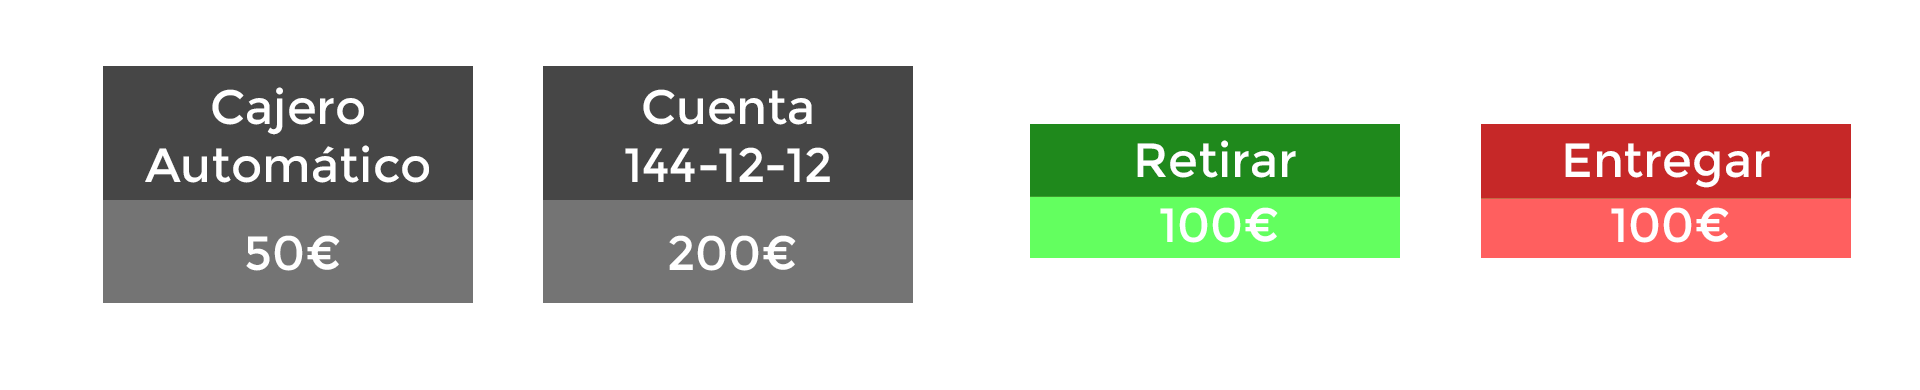 Cajero
Automático
50€
Cuenta
144-12-12
200€
Retirar
100€
Entregar
100€